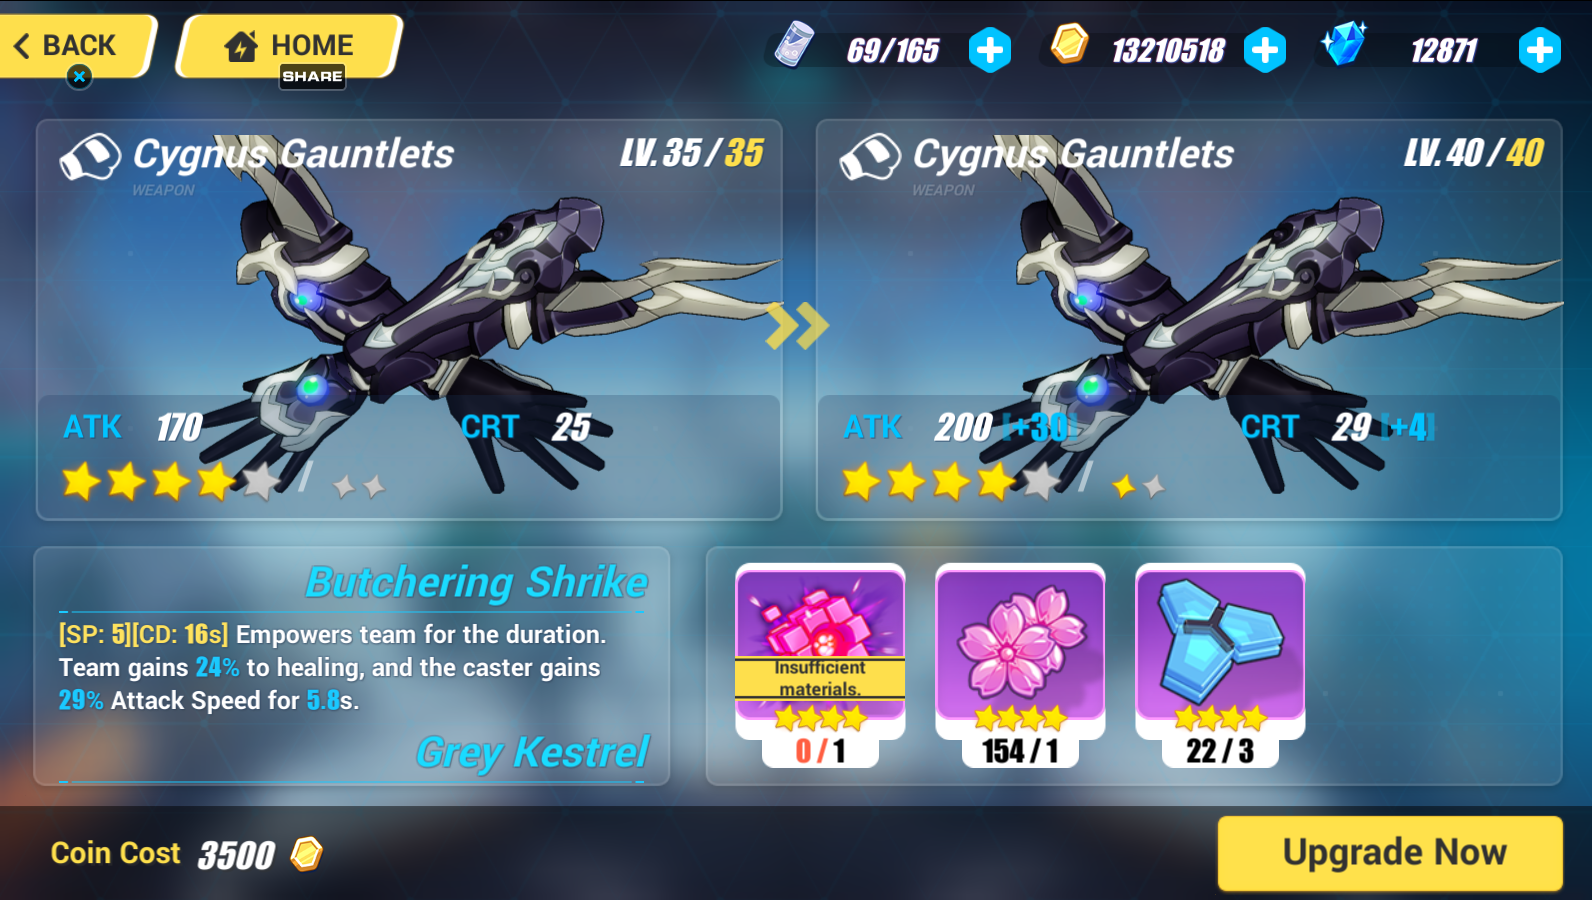 BACK
HOME
SHARE
69/165
13210518
12871
Cygnus Gauntlets
LV. 35 / 35
WEAPON
ATK 170
CRT 25
/
Cygnus Gauntlets
LV. 40 / 40
WEAPON
ATK 200 [+30]
CRT 29 [+4]
/
Butchering Shrike
[SP: 5][CD: 16s] Empowers team for the duration.
Team gains 24% to healing, and the caster gains
29% Attack Speed for 5.8s.
Grey Kestrel
Insufficient
materials.
0 / 1
154 / 1
22 / 3
Coin Cost 3500
Upgrade Now